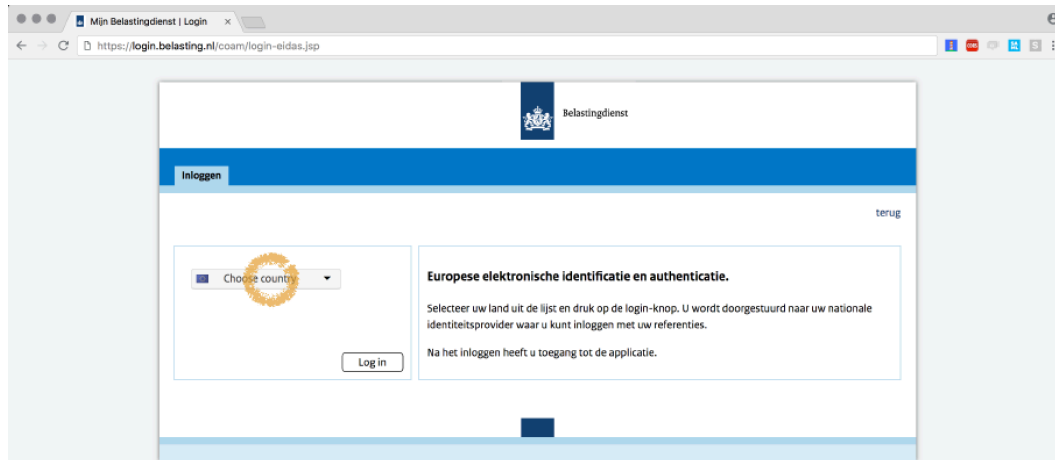 Mijn Belastingdienst | Login
https://login.belasting.nl/coam/login-eidas.jsp
Belastingdienst
Inloggen
terug
Choose country
Log in
Europese elektronische identificatie en authenticatie.
Selecteer uw land uit de lijst en druk op de login-knop. U wordt doorgestuurd naar uw nationale
identiteitsprovider waar u kunt inloggen met uw referenties.
Na het inloggen heeft u toegang tot de applicatie.